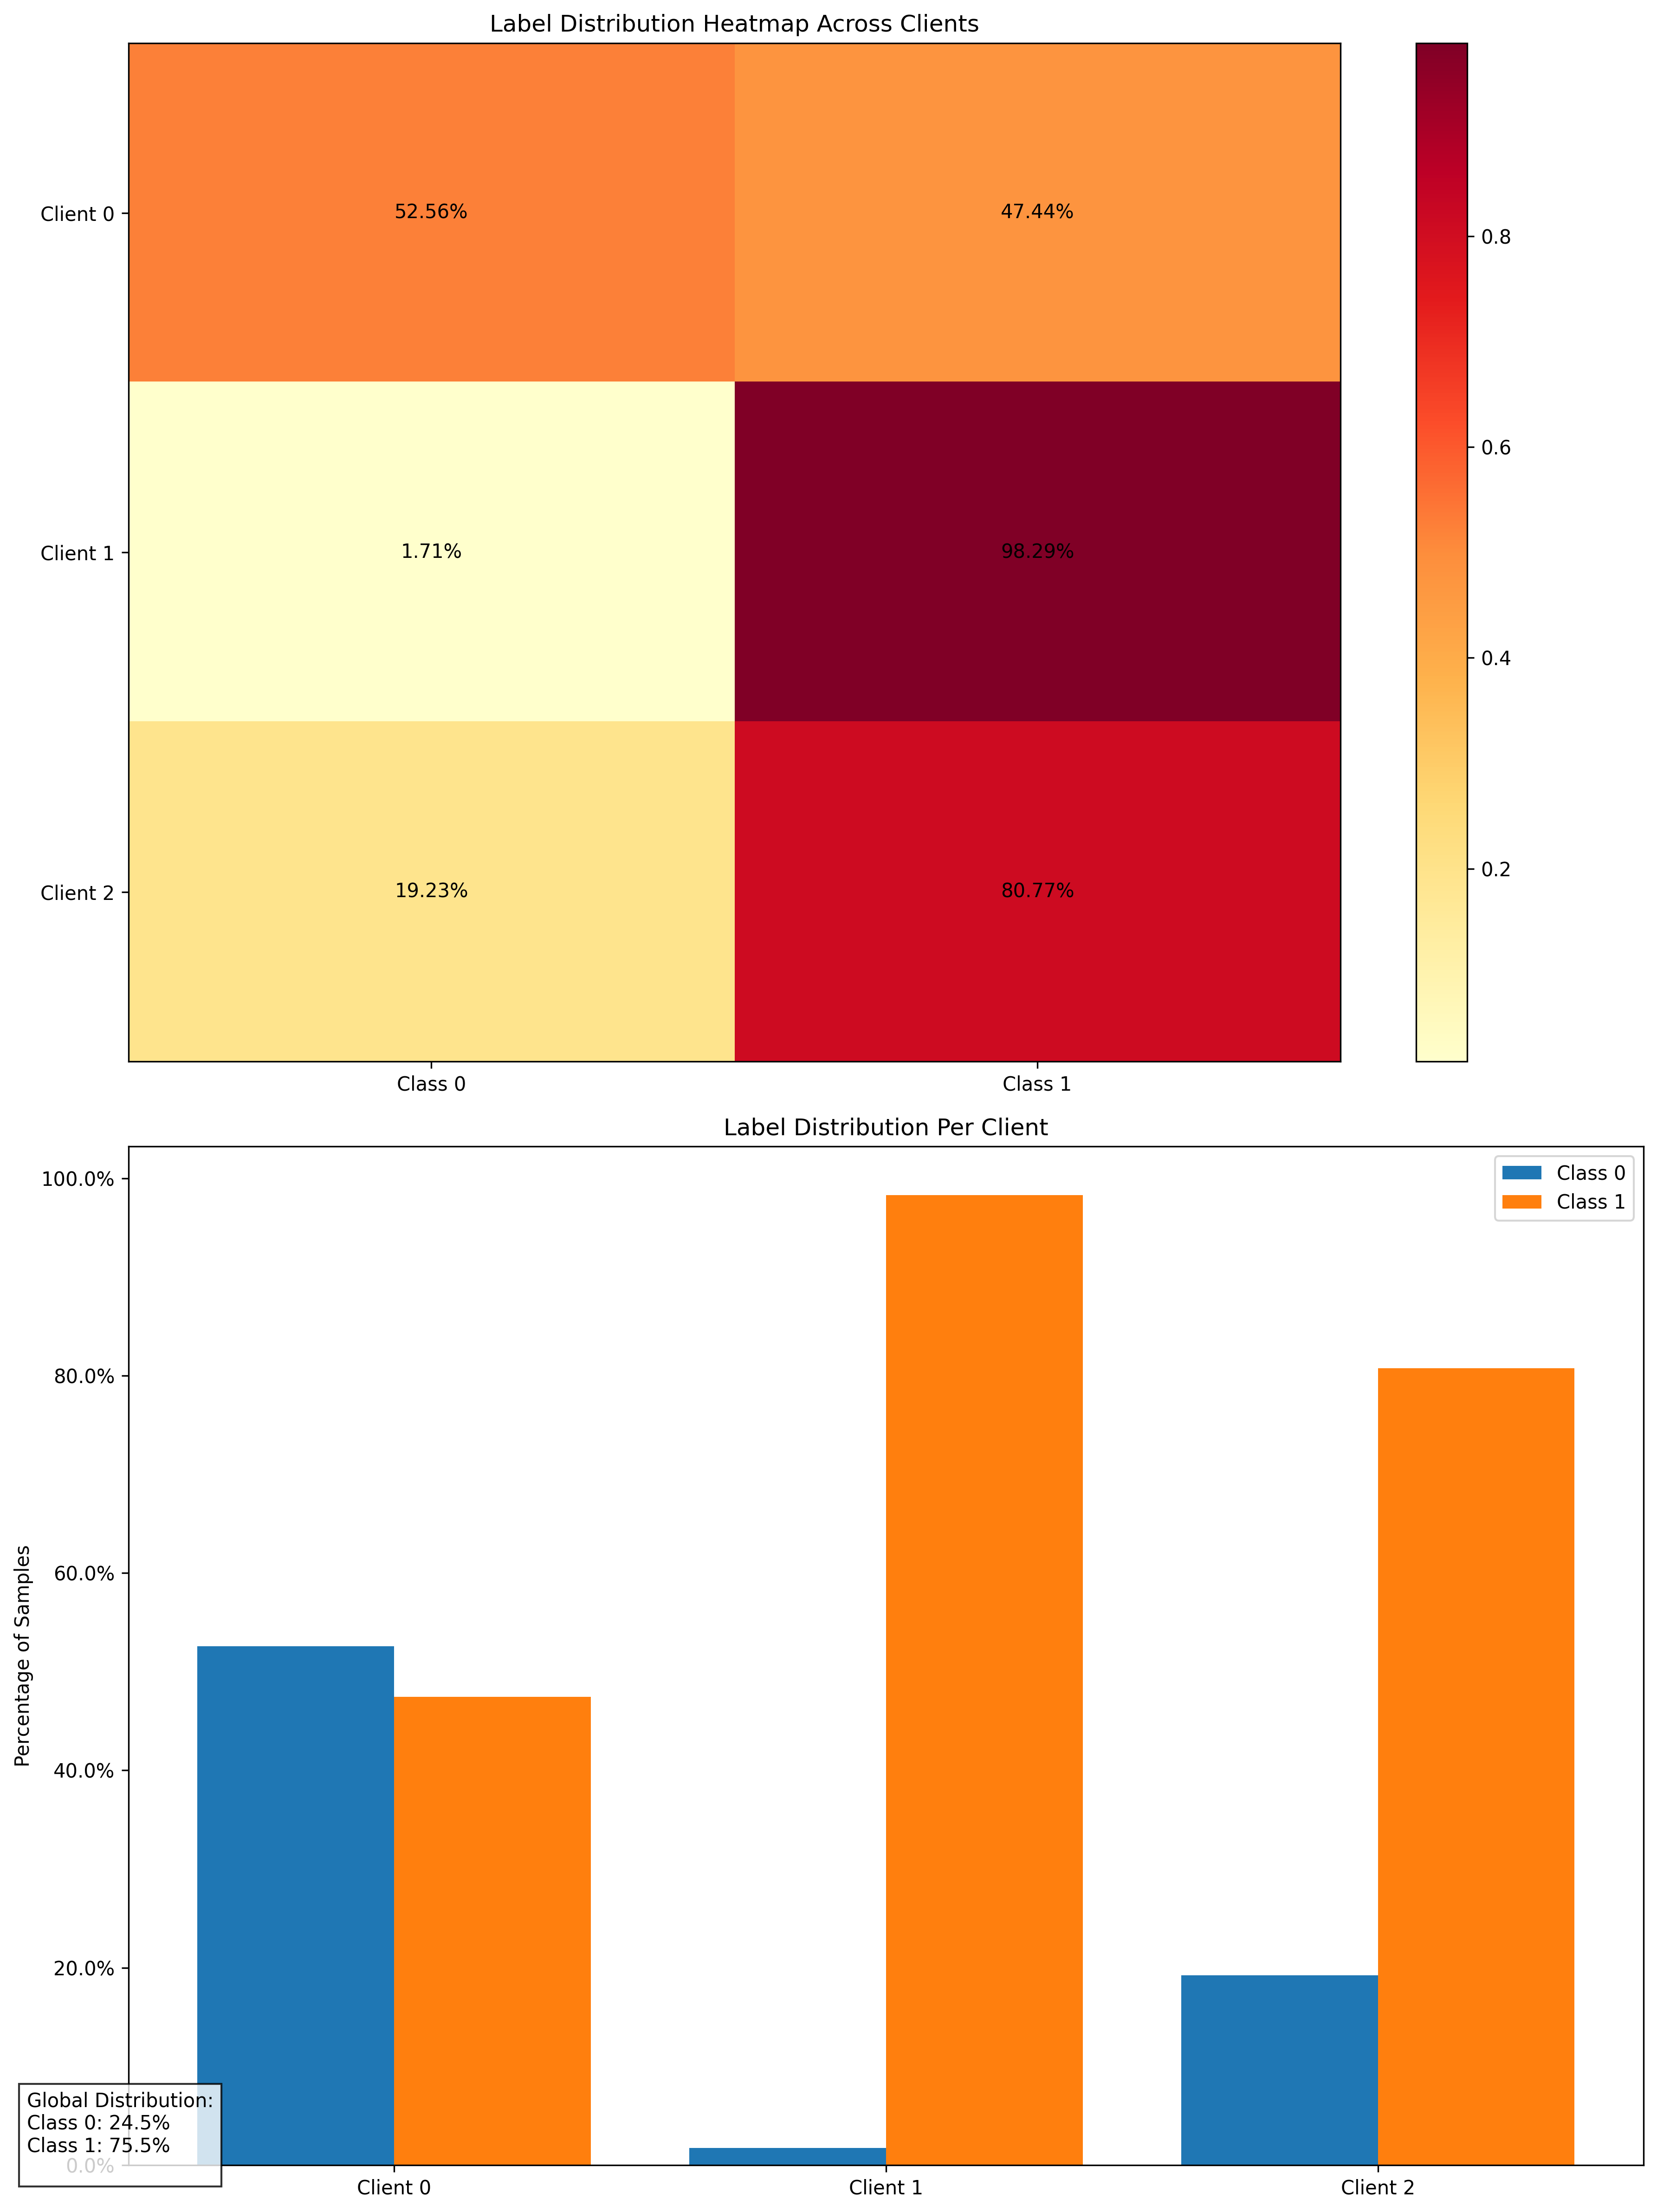 Label Distribution Heatmap Across Clients
Client 0
52.56%
47.44%
0.8
0.6
Client 1
1.71%
98.29%
0.4
Client 2
19.23%
80.77%
0.2
Class 0
Class 1
Label Distribution Per Client
100.0%
Class 0
Class 1
80.0%
60.0%
Percentage of Samples
40.0%
20.0%
Global Distribution:
Class 0: 24.5%
Class 1: 75.5%
0.0%
Client 0
Client 1
Client 2